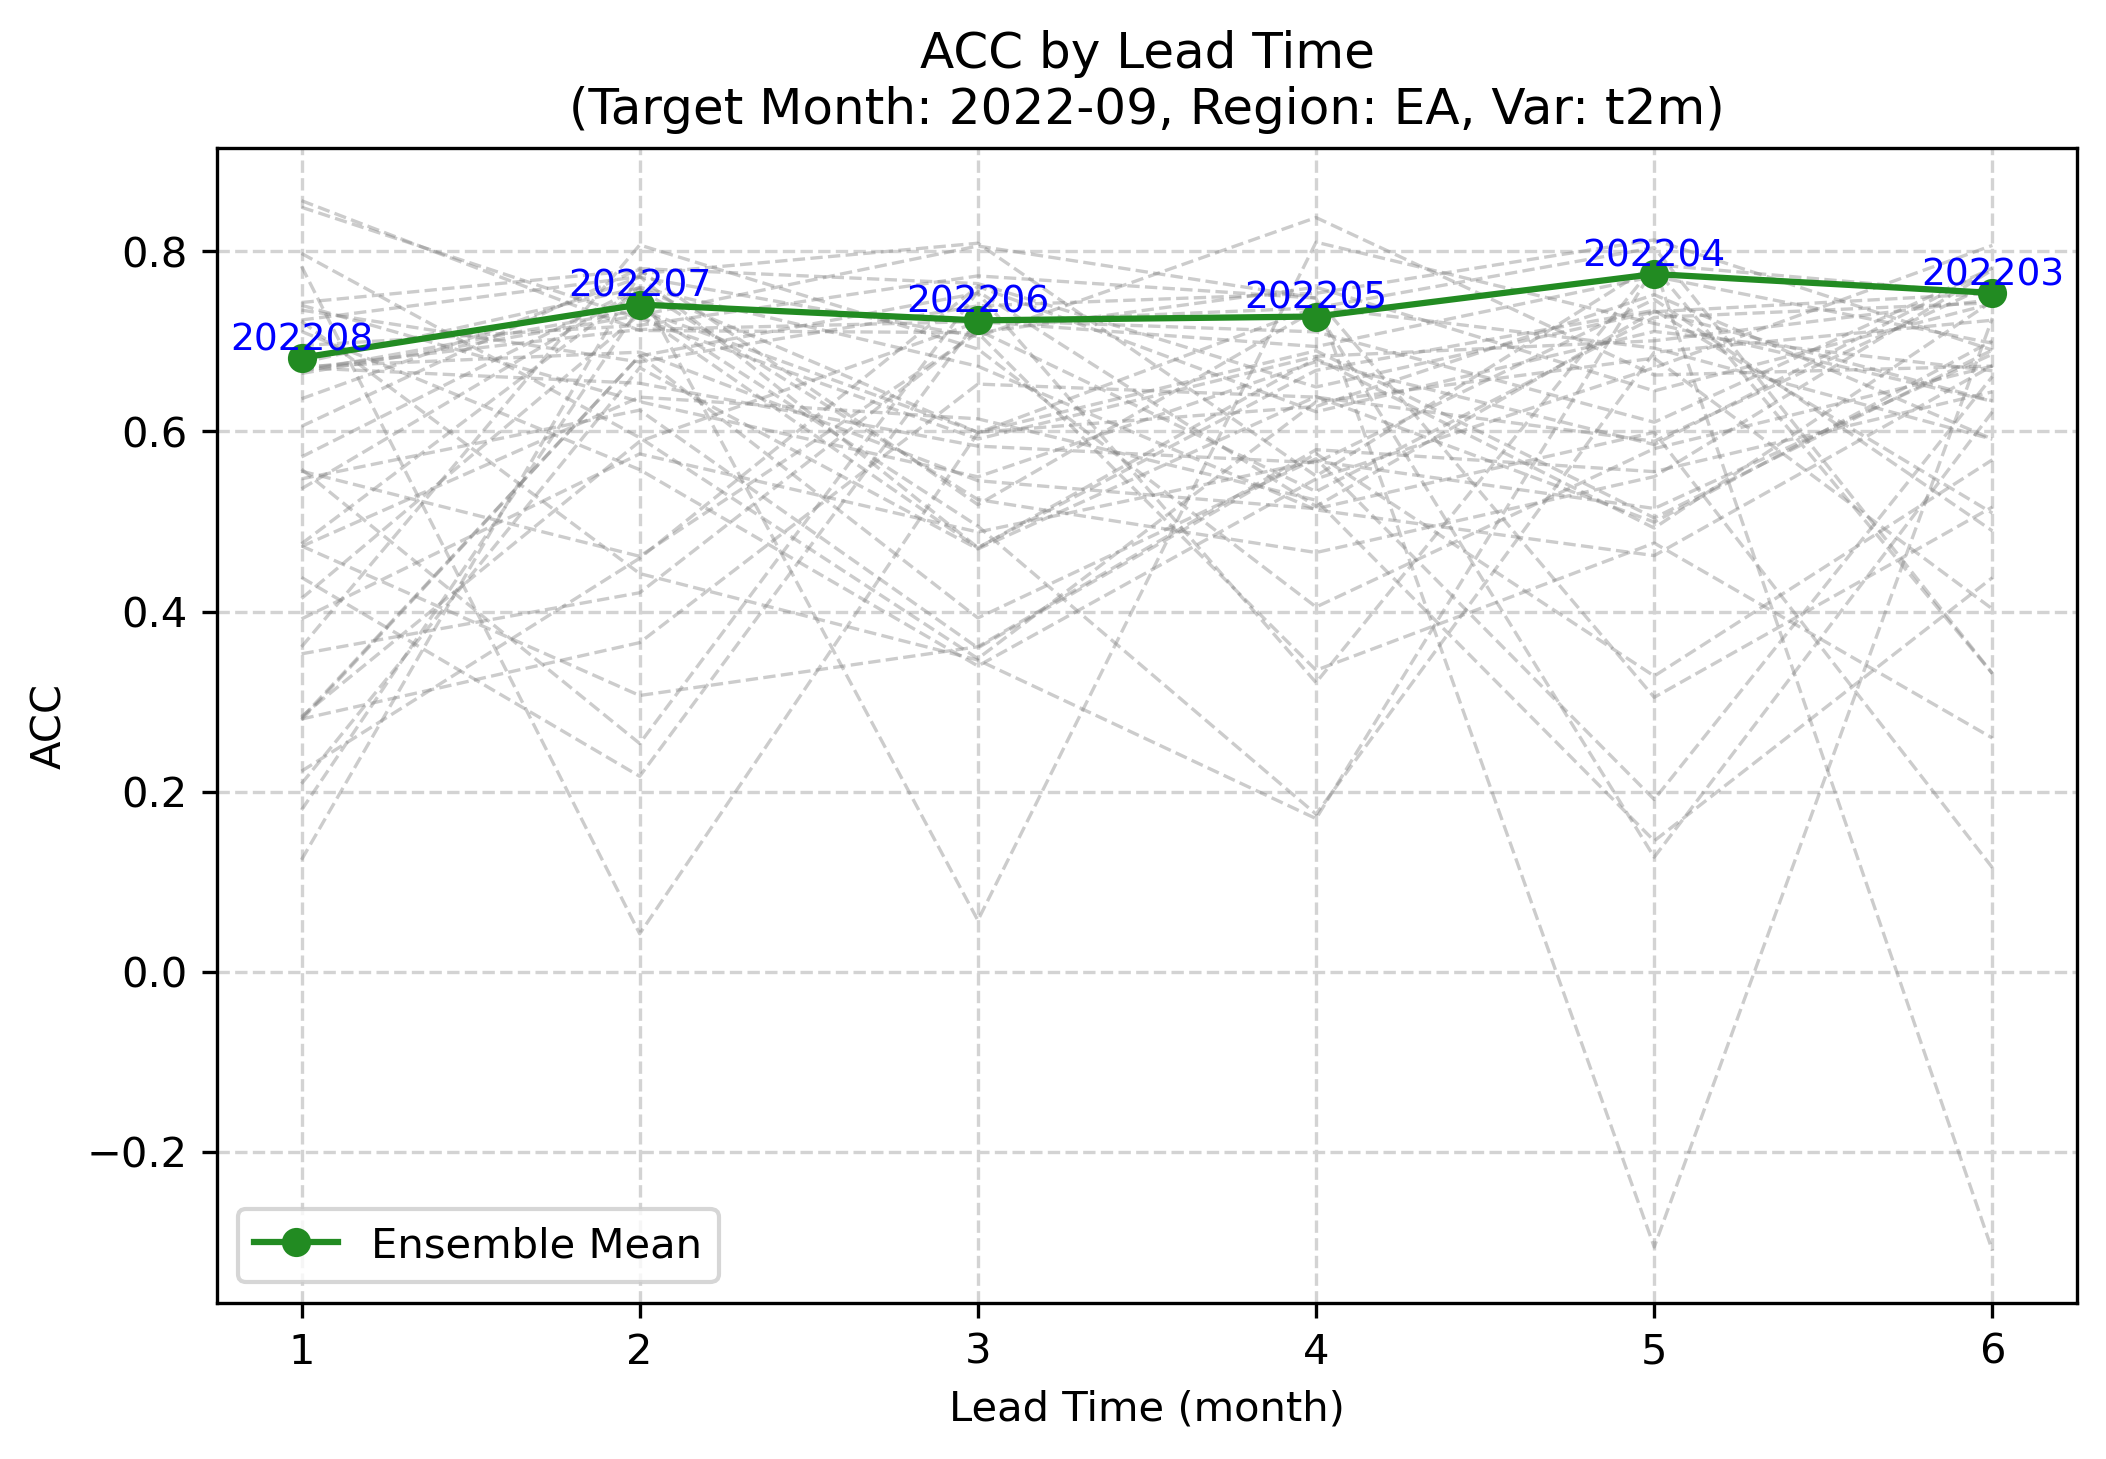 ACC by Lead Time
(Target Month: 2022-09, Region: EA, Var: t2m)
ACC
0.8
0.6
0.4
0.2
0.0
−0.2
202208
202207
202206
202205
202204
202203
Ensemble Mean
1 2 3 4 5 6
Lead Time (month)